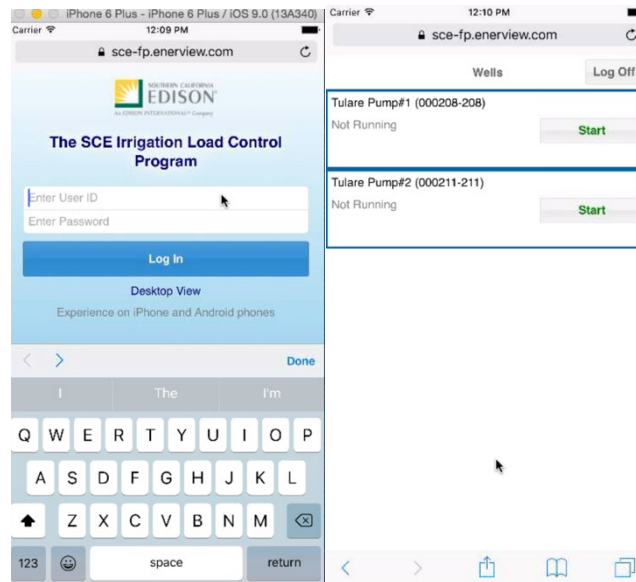 iPhone 6 Plus - iPhone 6 Plus / iOS 9.0 (13A340)
Carrier 12:09 PM
sce-fp.enerview.com
SOUTHERN CALIFORNIA
EDISON
An EDISON INTERNATIONAL® Company
The SCE Irrigation Load Control
Program
Enter User ID
Enter Password
Log In
Desktop View
Experience on iPhone and Android phones
Done
I The I'm
Q W E R T Y U I O P
A S D F G H J K L
Z X C V B N M
123 space return
Carrier 12:10 PM
sce-fp.enerview.com
Wells Log Off
Tulare Pump#1 (000208-208)
Not Running Start
Tulare Pump#2 (000211-211)
Not Running Start